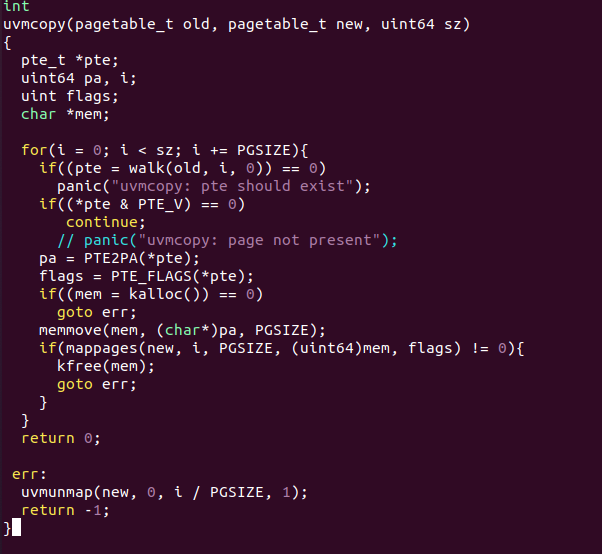 int
uvmcopy(pagetable_t old, pagetable_t new, uint64 sz)
{
  pte_t *pte;
  uint64 pa, i;
  uint flags;
  char *mem;

  for(i = 0; i < sz; i += PGSIZE){
    if((pte = walk(old, i, 0)) == 0)
      panic("uvmcopy: pte should exist");
    if((*pte & PTE_V) == 0)
       continue;
      // panic("uvmcopy: page not present");
    pa = PTE2PA(*pte);
    flags = PTE_FLAGS(*pte);
    if((mem = kalloc()) == 0)
      goto err;
    memmove(mem, (char*)pa, PGSIZE);
    if(mappages(new, i, PGSIZE, (uint64)mem, flags) != 0){
      kfree(mem);
      goto err;
    }
  }
  return 0;

 err:
  uvmunmap(new, 0, i / PGSIZE, 1);
  return -1;
}